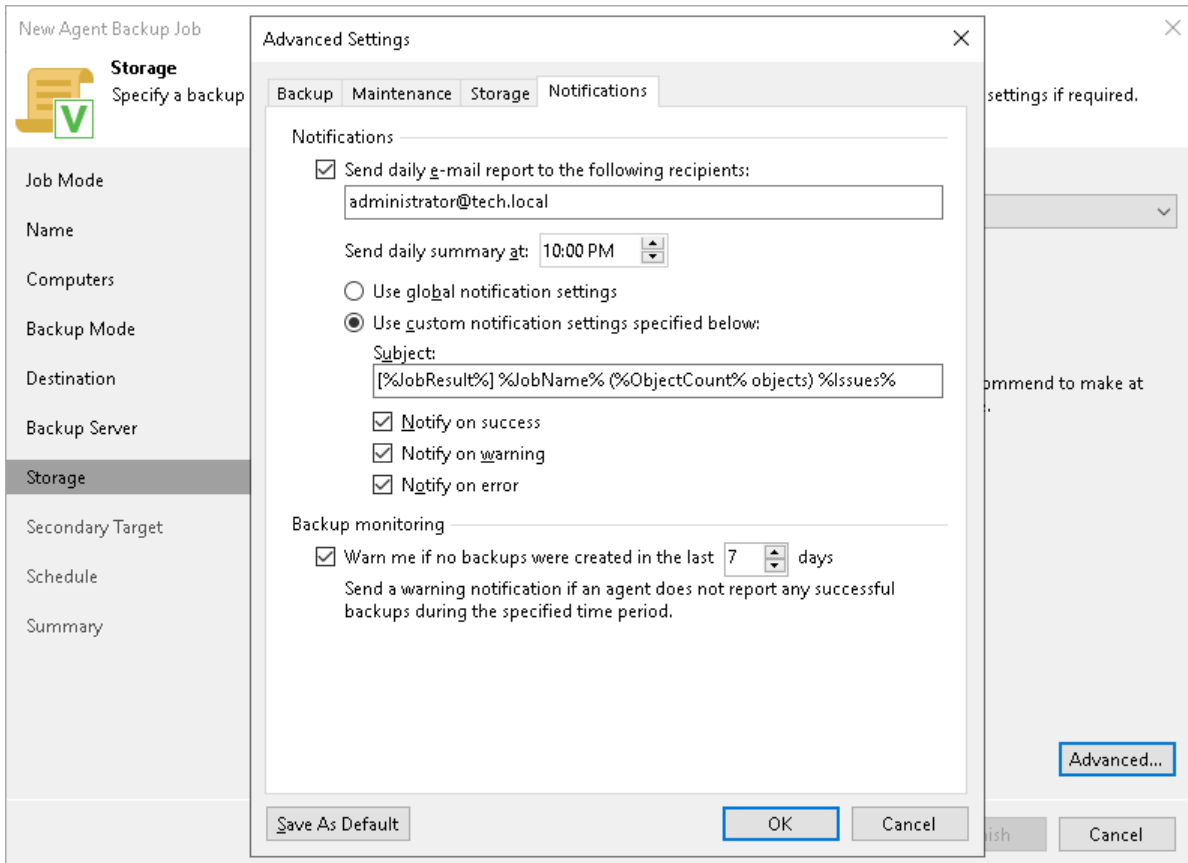 New Agent Backup Job
Storage
Specify a backup
settings if required.
Job Mode
Name
Computers
Backup Mode
Destination
Backup Server
Storage
Secondary Target
Schedule
Summary
Advanced Settings
Backup Maintenance Storage Notifications
Notifications
Send daily e-mail report to the following recipients:
administrator@tech.local
Send daily summary at: 10:00 PM
Use global notification settings
Use custom notification settings specified below:
Subject:
[%JobResult%] %JobName% (%ObjectCount% objects) %Issues%
Notify on success
Notify on warning
Notify on error
Backup monitoring
Warn me if no backups were created in the last 7 days
Send a warning notification if an agent does not report any successful
backups during the specified time period.
Save As Default OK Cancel
to make at
Advanced...
Cancel